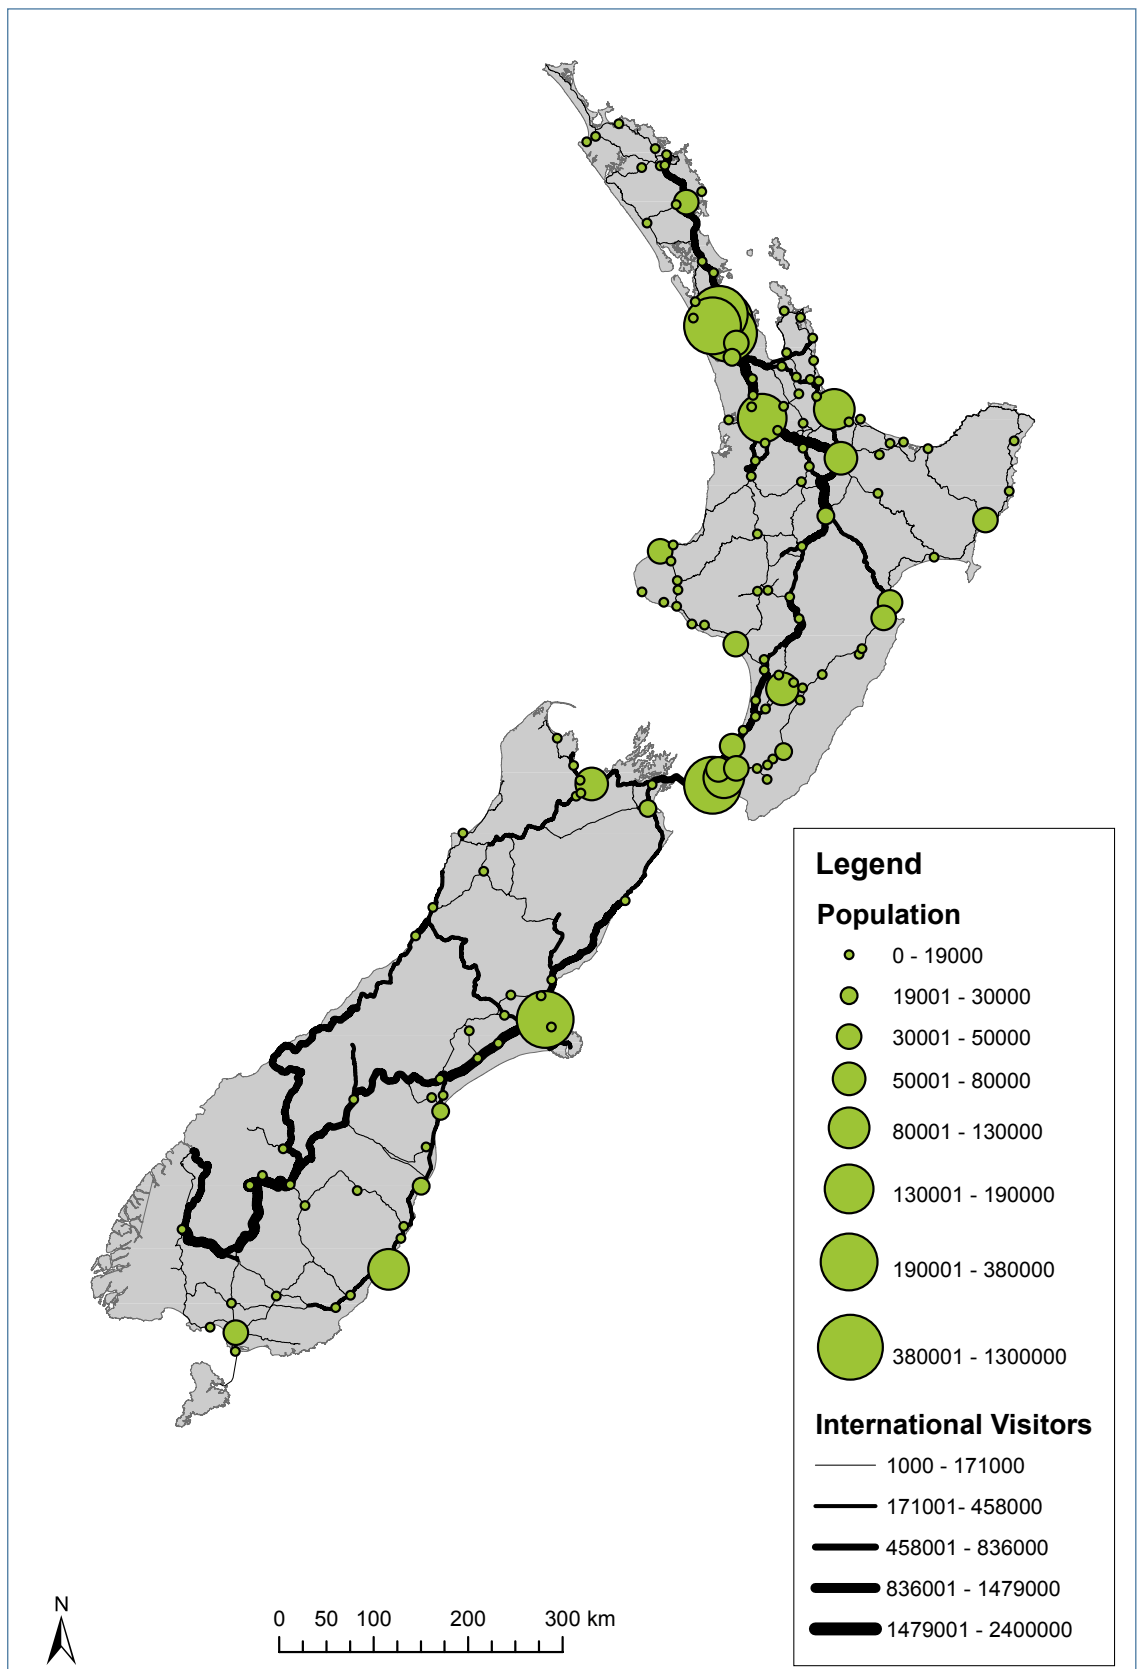 Legend
Population
0 - 19000
19001 - 30000
30001 - 50000
50001 - 80000
80001 - 130000
130001 - 190000
190001 - 380000
380001 - 1300000
International Visitors
1000 - 171000
171001- 458000
458001 - 836000
836001 - 1479000
1479001 - 2400000
N
0 50 100 200 300 km